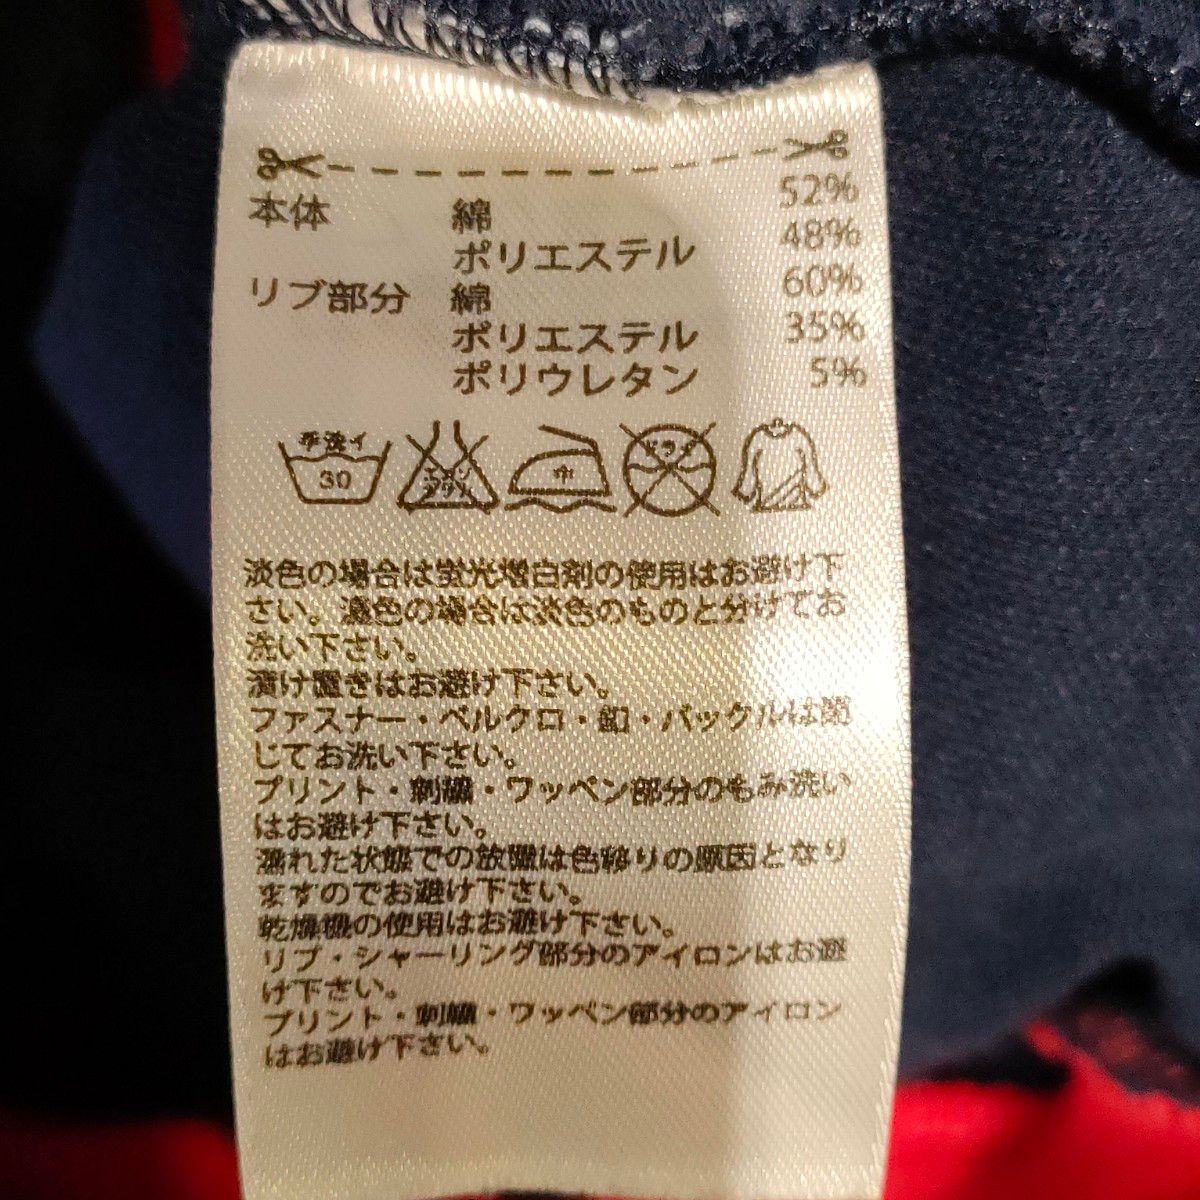 本体 綿 52%
ポリエステル 48%
リブ部分 綿 60%
ポリエステル 35%
ポリウレタン 5%
手洗イ
30
エンソ
サラシ
中
ドライ
淡色の場合は蛍光増白剤の使用はお避け下
さい。濃色の場合は淡色のものと分けてお
洗い下さい。
漬け置きはお避け下さい。
ファスナー・ベルクロ・釦・バックルは閉
じてお洗い下さい。
プリント・刺繍・ワッペン部分のもみ洗い
はお避け下さい。
濡れた状態での放置は色移りの原因となり
ますのでお避け下さい。
乾燥機の使用はお避け下さい。
リブ・シャーリング部分のアイロンはお避
け下さい。
プリント・刺繍・ワッペン部分のアイロン
はお避け下さい。